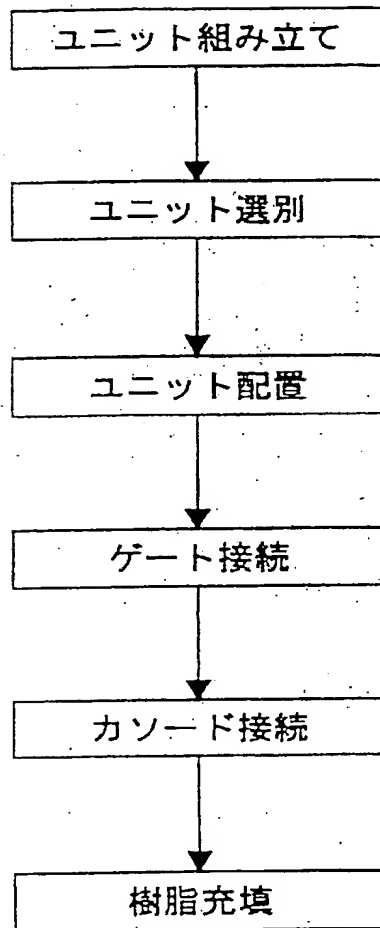 ユニット組み立て
ユニット選別
ユニット配置
ゲート接続
カソード接続
樹脂充填